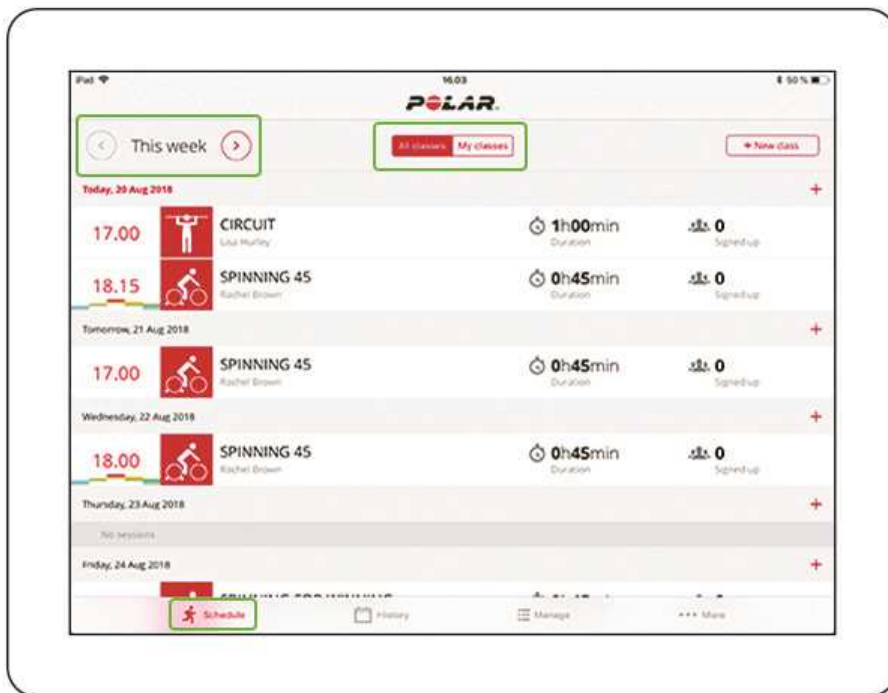 iPad 16.03 50 %
POLAR
This week All classes My classes + New class
Today, 20 Aug 2018 +
17.00 CIRCUIT 1h00min 0
Lisa Hurley Duration Signed up
18.15 SPINNING 45 0h45min 0
Rachel Brown Duration Signed up
Tomorrow, 21 Aug 2018 +
17.00 SPINNING 45 0h45min 0
Rachel Brown Duration Signed up
Wednesday, 22 Aug 2018 +
18.00 SPINNING 45 0h45min 0
Rachel Brown Duration Signed up
Thursday, 23 Aug 2018 +
No sessions
Friday, 24 Aug 2018 +
SPINNING FOR WINNING
Schedule History Manage More